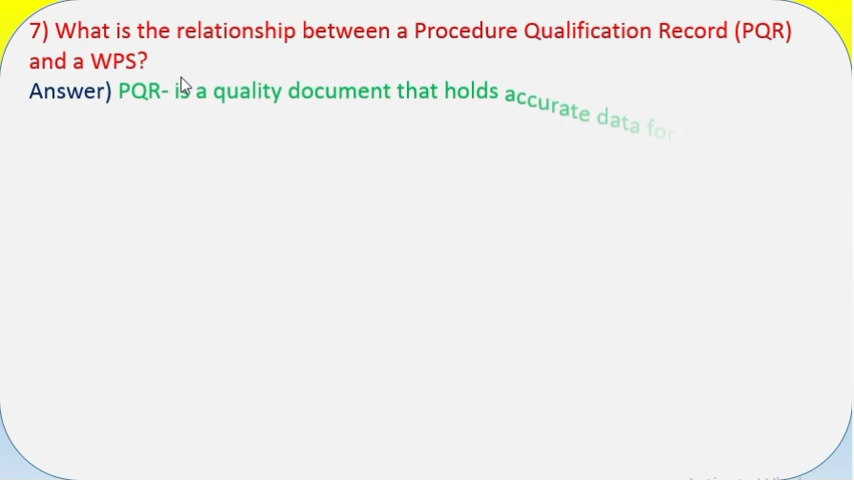 7) What is the relationship between a Procedure Qualification Record (PQR)
and a WPS?
Answer) PQR- is a quality document that holds accurate data for